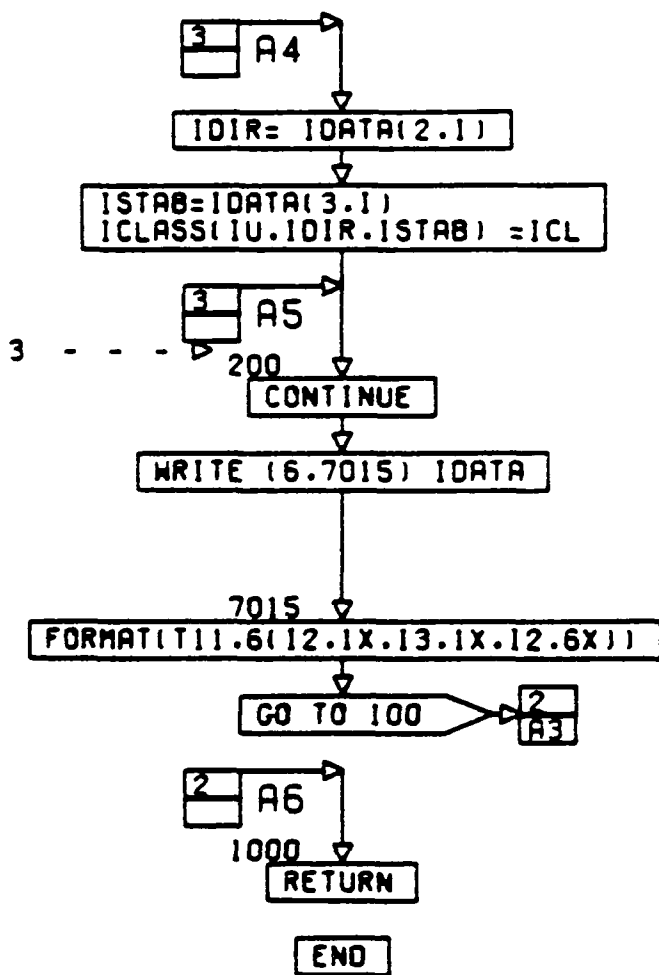 3
A4
IDIR= IDATA(2.I)
ISTAB=IDATA(3.I)
ICLASS(IU.IDIR.ISTAB) =ICL
3
A5
3 - - -
200
CONTINUE
WRITE (6.7015) IDATA
7015
FORMAT(T11.6(I2.1X.I3.1X.I2.6X))
GO TO 100
2
A3
2
A6
1000
RETURN
END